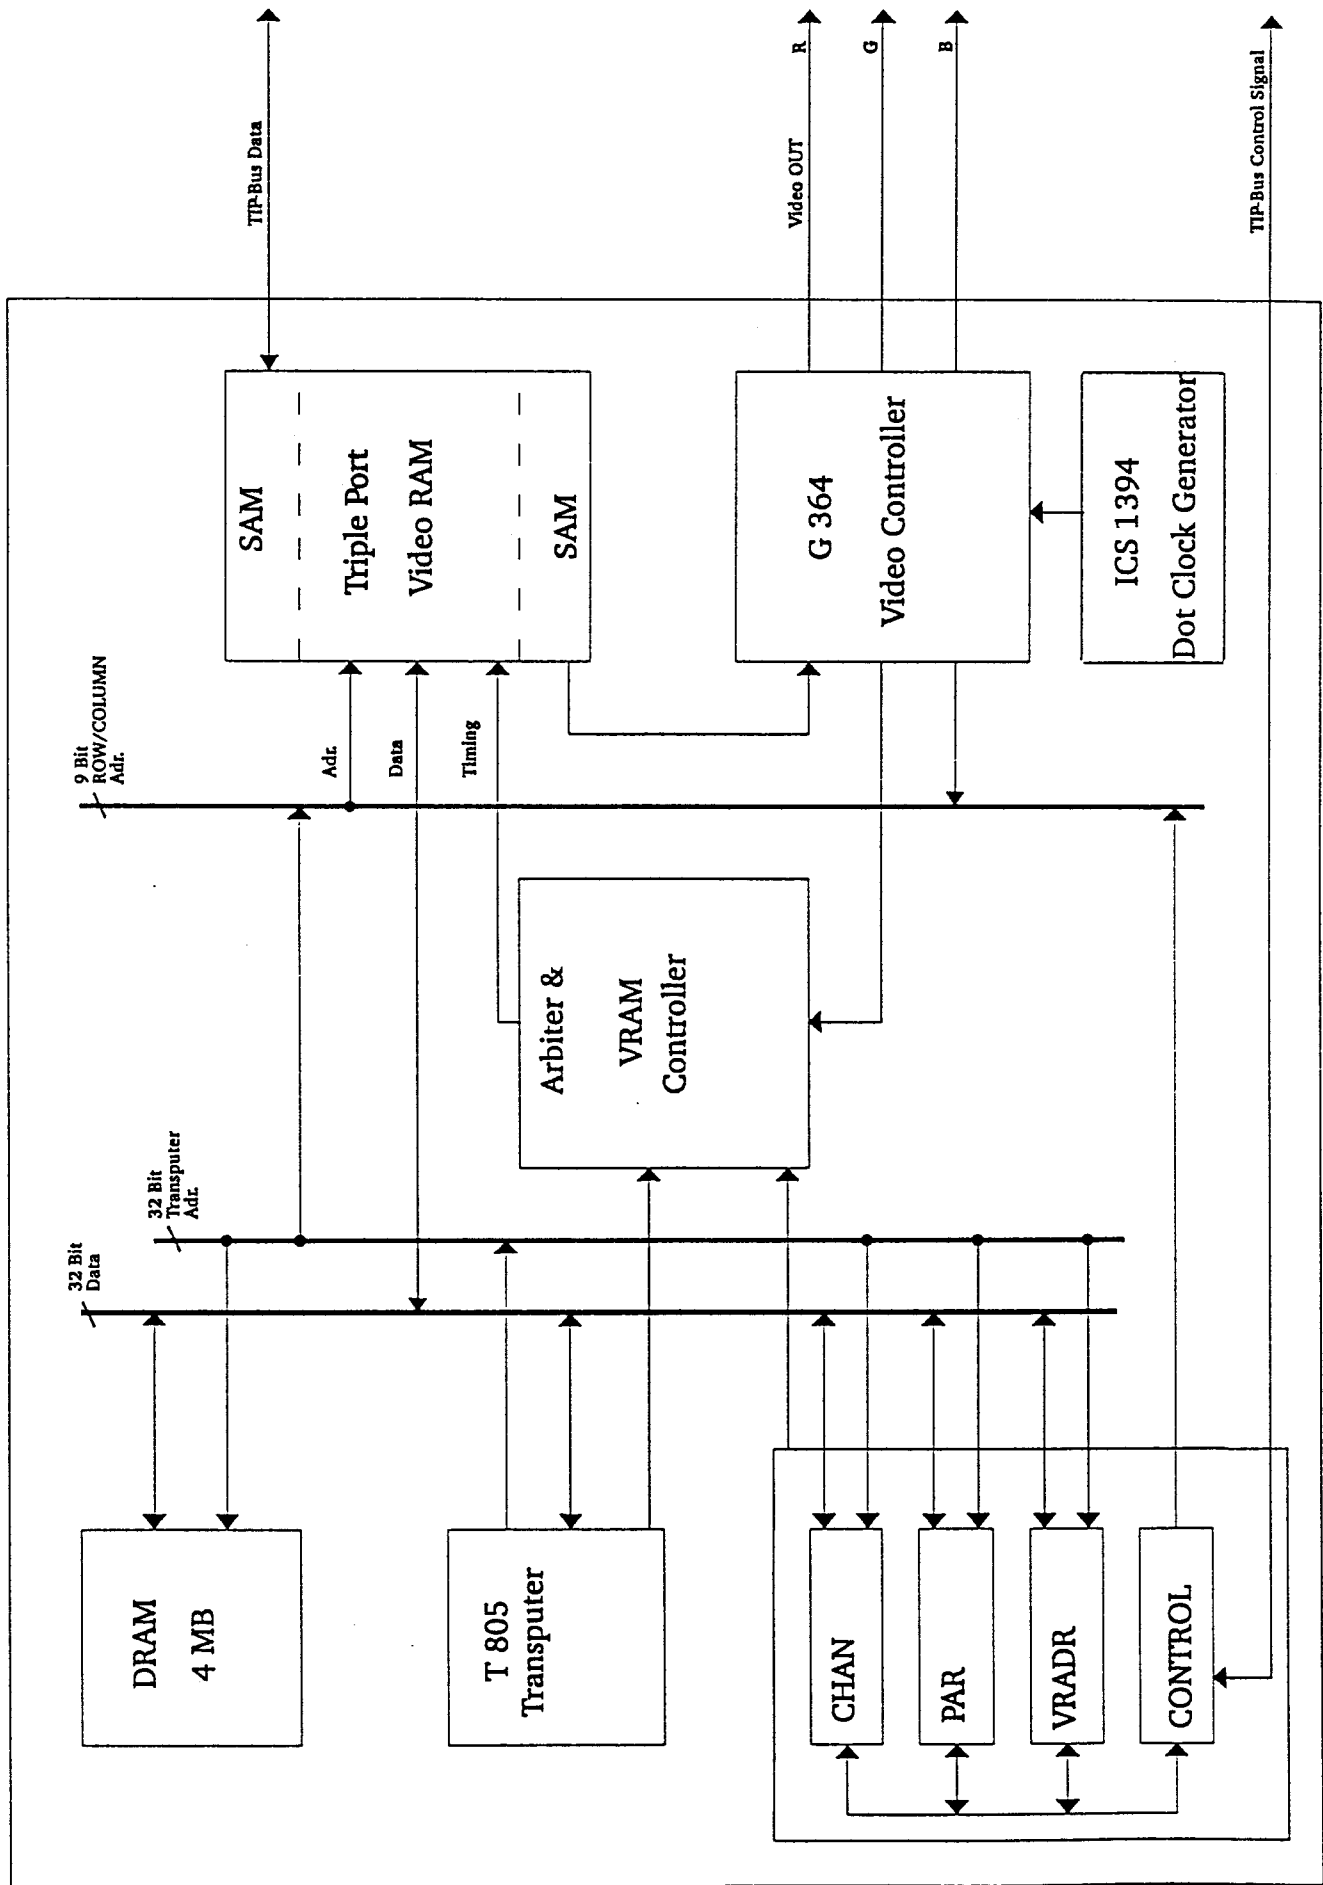 TIP-Bus Data
Video OUT
R
G
B
TIP-Bus Control Signal
SAM
Triple Port
Video RAM
SAM
G 364
Video Controller
ICS 1394
Dot Clock Generator
9 Bit
ROW/COLUMN
Adr.
Adr.
Data
Timing
Arbiter &
VRAM
Controller
32 Bit
Transputer
Adr.
32 Bit
Data
DRAM
4 MB
T 805
Transputer
CHAN
PAR
VRADR
CONTROL